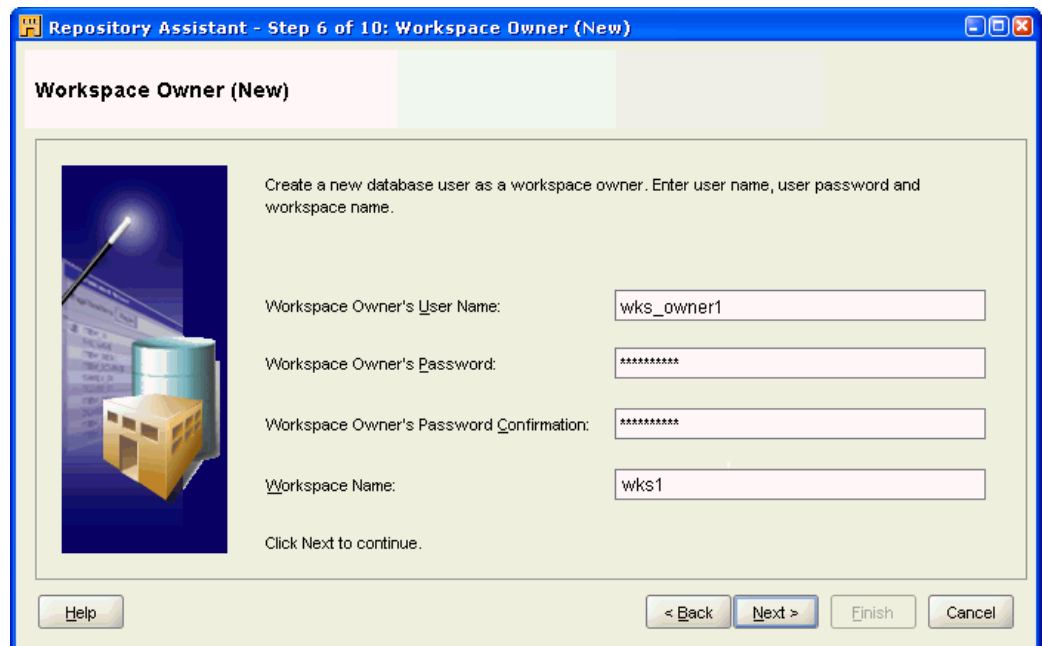 Repository Assistant - Step 6 of 10: Workspace Owner (New)
Workspace Owner (New)
Create a new database user as a workspace owner. Enter user name, user password and
workspace name.
Workspace Owner's User Name: wks_owner1
Workspace Owner's Password: **********
Workspace Owner's Password Confirmation: **********
Workspace Name: wks1
Click Next to continue.
Help < Back Next > Finish Cancel